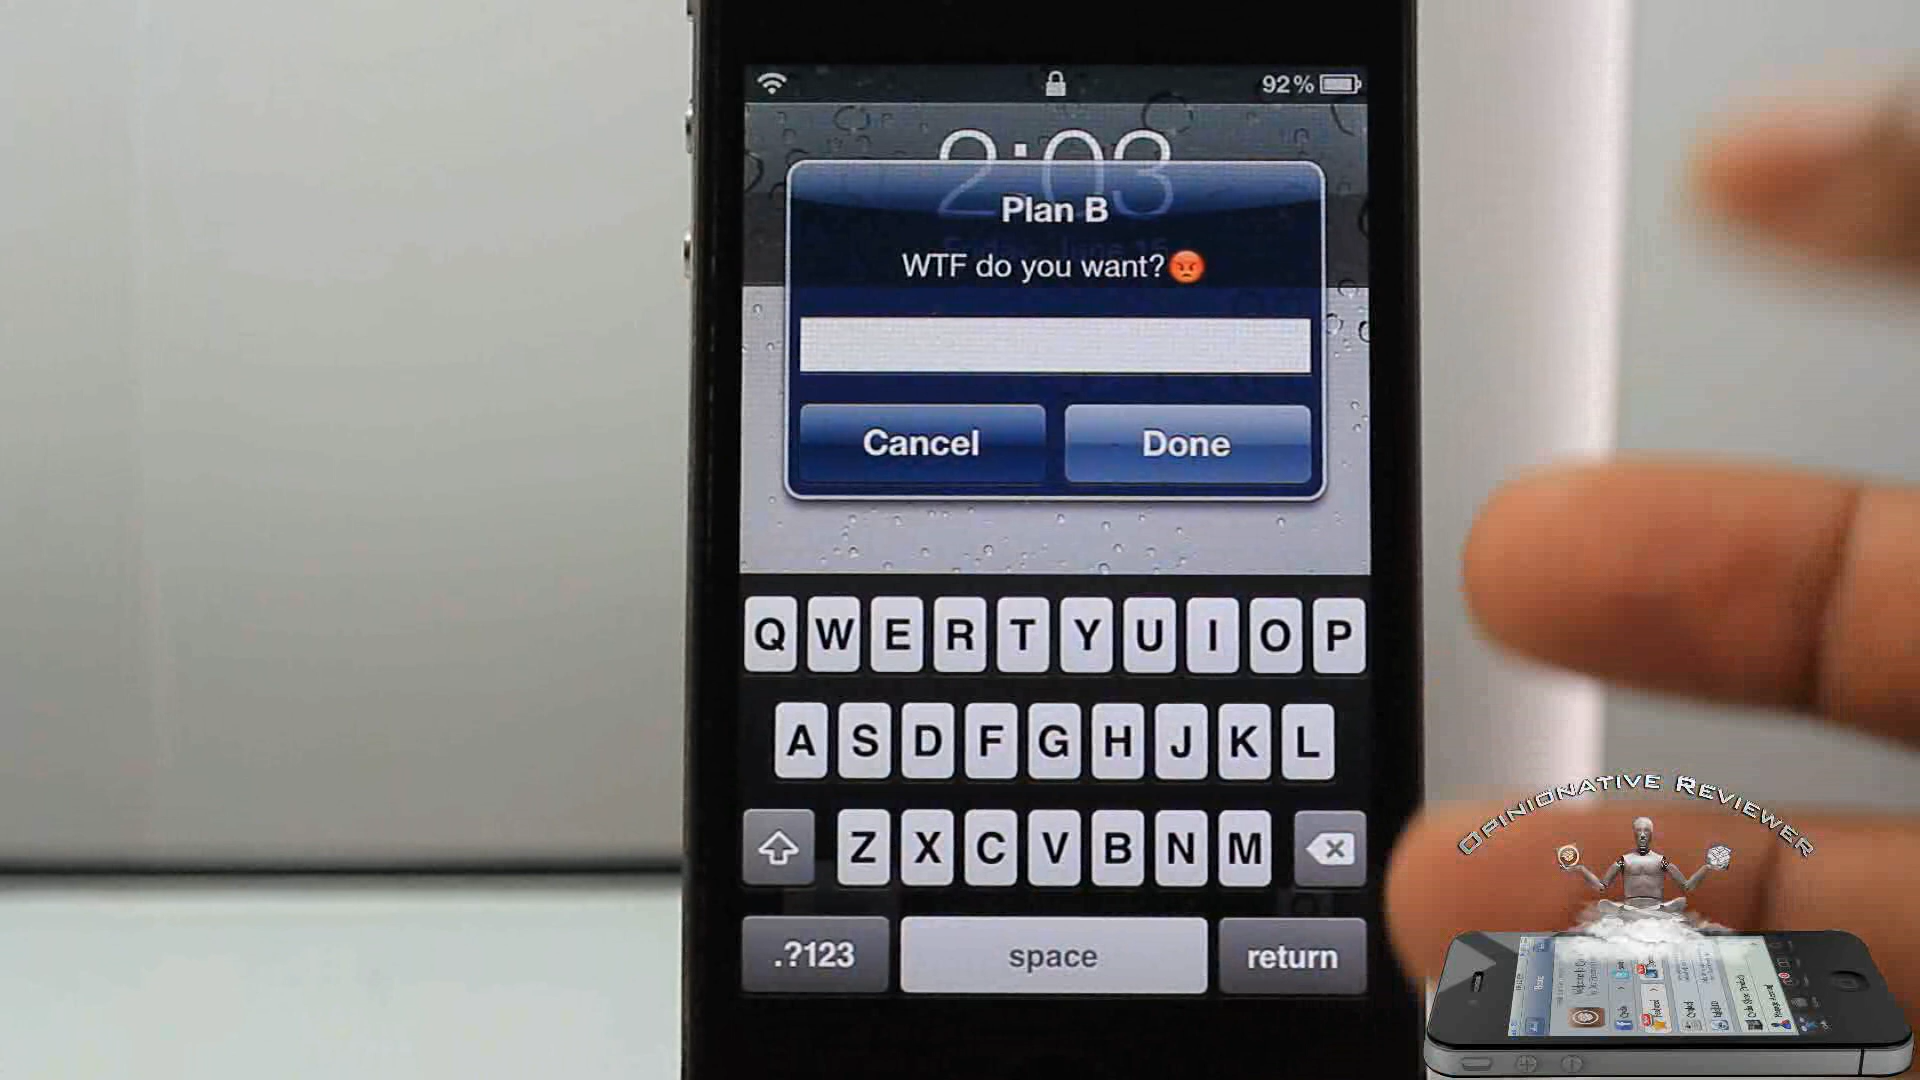 92%
2:03
Plan B
WTF do you want?😡
Cancel
Done
Q W E R T Y U I O P
A S D F G H J K L
Z X C V B N M
.?123
space
return
Opinionative Reviewer